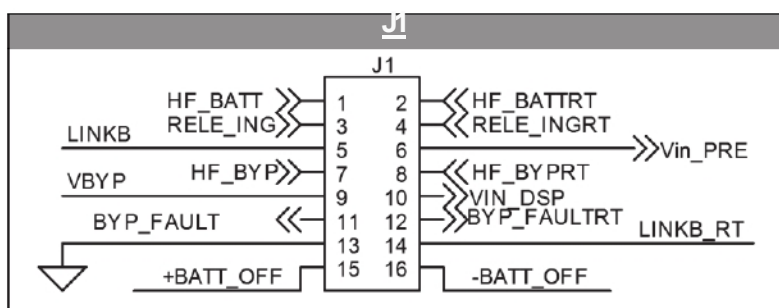 J1
J1
HF_BATT 1 2 HF_BATTRT
RELE_ING 3 4 RELE_INGRT
LINKB 5 6 Vin_PRE
HF_BYP 7 8 HF_BYPRT
VBYP 9 10 VIN_DSP
BYP_FAULT 11 12 BYP_FAULTRT
13 14 LINKB_RT
+BATT_OFF 15 16 -BATT_OFF